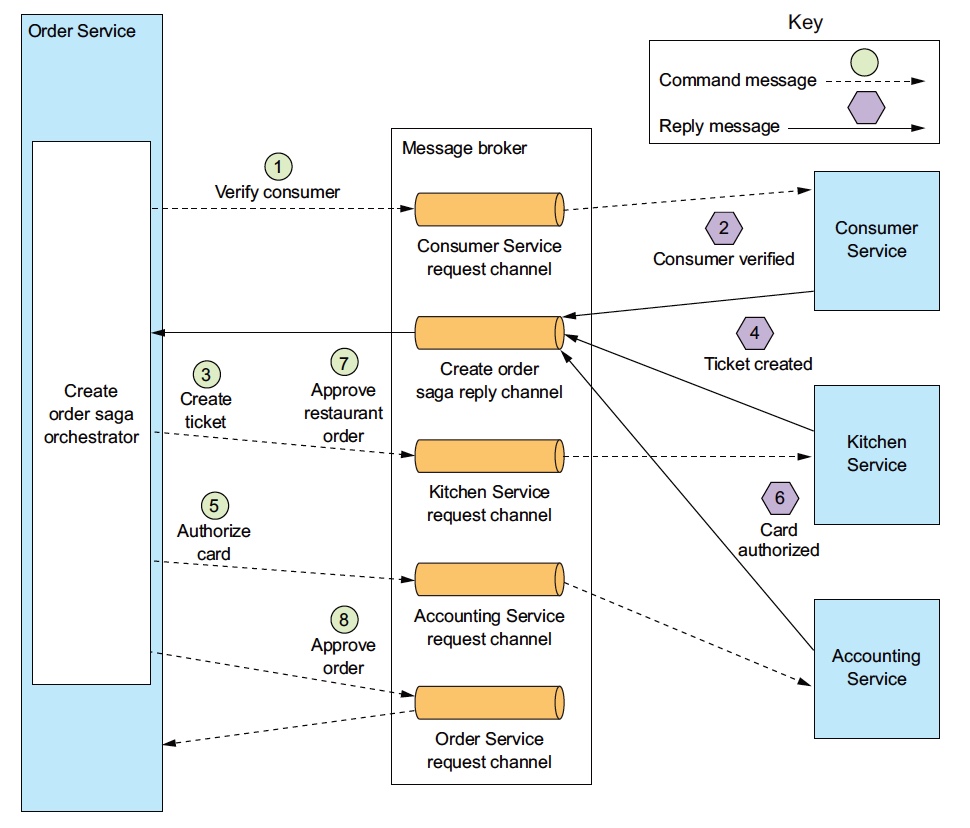 Order Service
Key
Command message
Reply message
Message broker
1
Verify consumer
Consumer Service
request channel
2
Consumer verified
Consumer
Service
Create order
saga reply channel
4
Ticket created
3
Create
ticket
7
Approve
restaurant
order
Create
order saga
orchestrator
Kitchen Service
request channel
Kitchen
Service
5
Authorize
card
6
Card
authorized
Accounting Service
request channel
8
Approve
order
Accounting
Service
Order Service
request channel